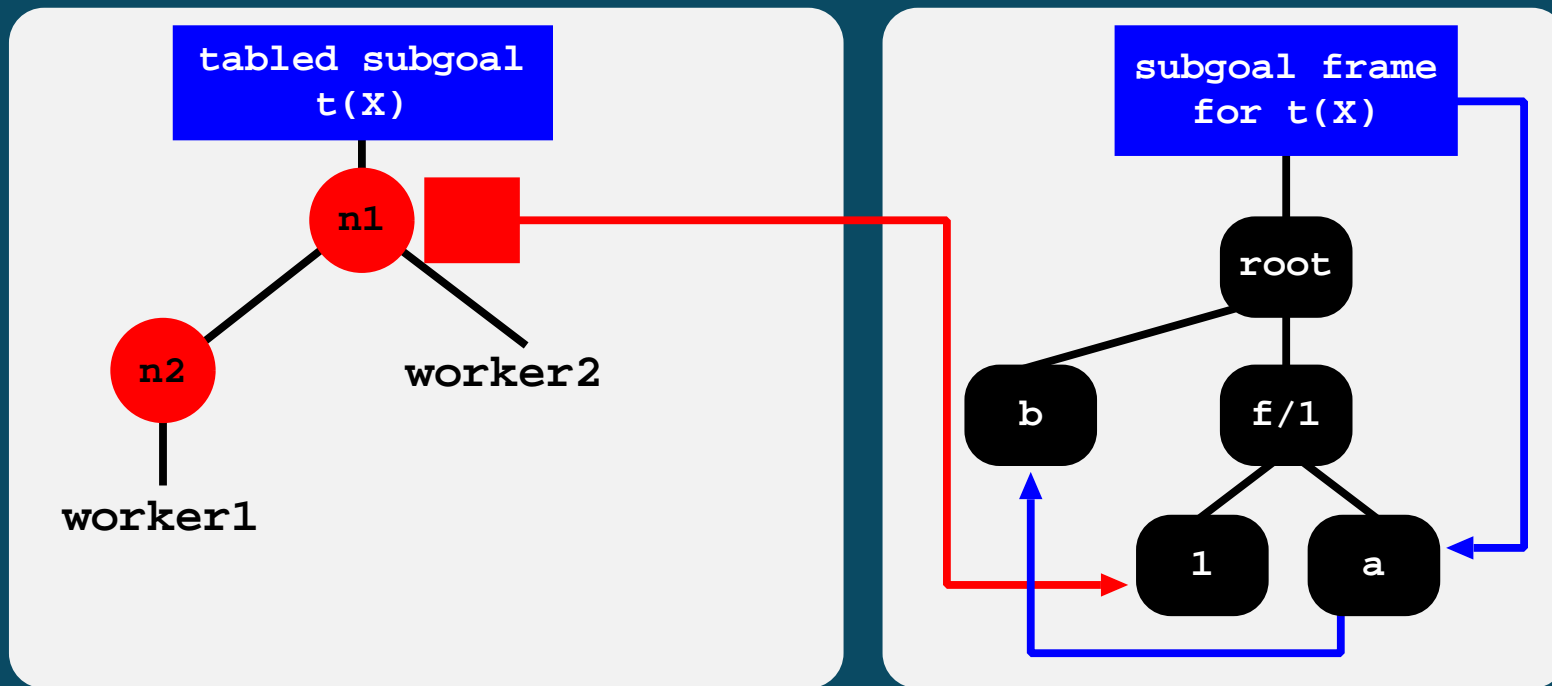 tabled subgoal
t(X)
n1
n2
worker2
worker1
subgoal frame
for t(X)
root
b
f/1
1
a